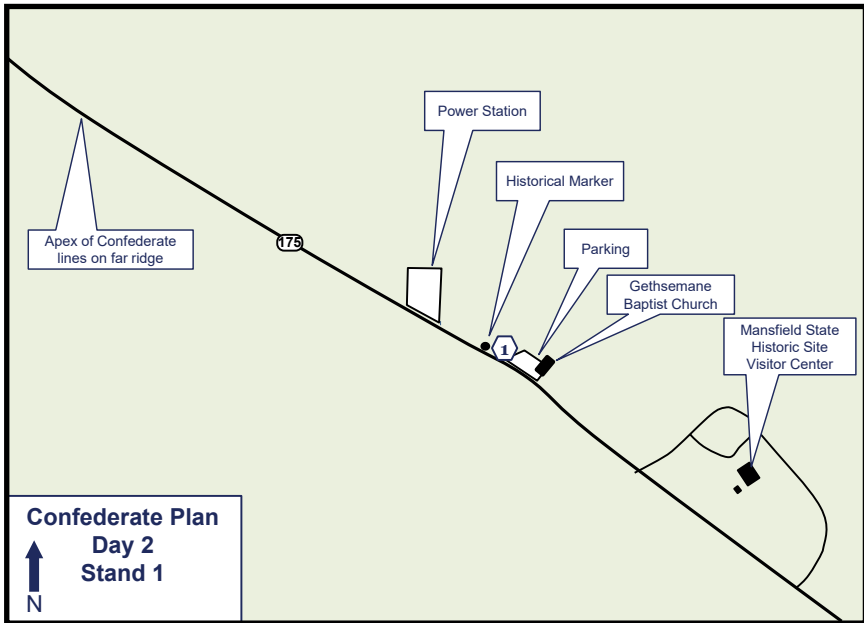 Power Station
Historical Marker
Apex of Confederate
lines on far ridge
175
Parking
Gethsemane
Baptist Church
Mansfield State
Historic Site
Visitor Center
1
Confederate Plan
Day 2
Stand 1
N